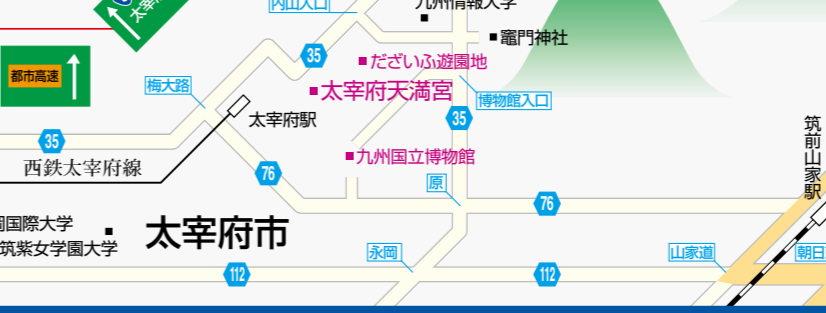 内山入口
九州情報大学
太宰
竈門神社
35
だざいふ遊園地
都市高速
梅大路
太宰府天満宮
博物館入口
太宰府駅
35
筑前山家駅
35
九州国立博物館
西鉄太宰府線
76
原
76
国際大学
太宰府市
筑紫女学園大学
永岡
山家道
朝日
112
112